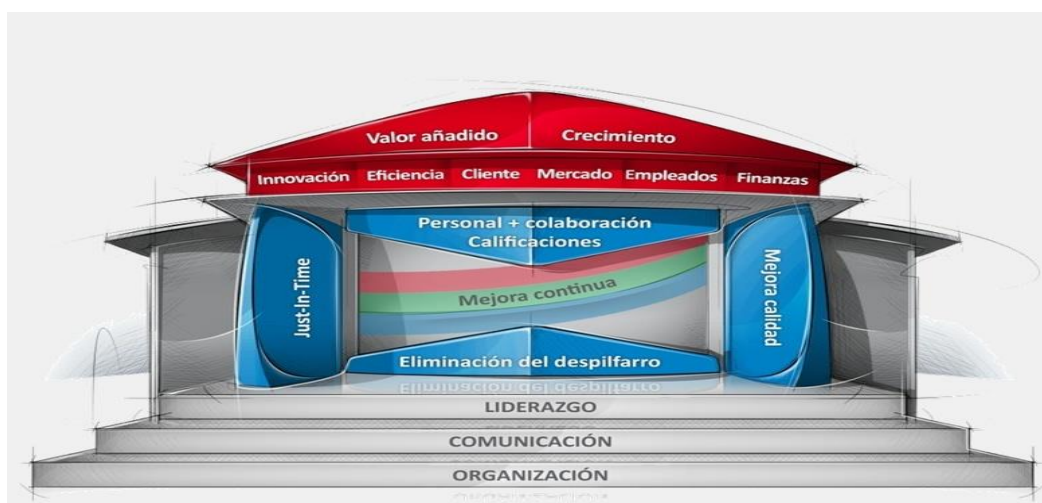 Valor añadido Crecimiento
Innovación Eficiencia Cliente Mercado Empleados Finanzas
Personal + colaboración
Calificaciones
Just-In-Time
Mejora continua
Mejora calidad
Eliminación del despilfarro
LIDERAZGO
COMUNICACIÓN
ORGANIZACIÓN